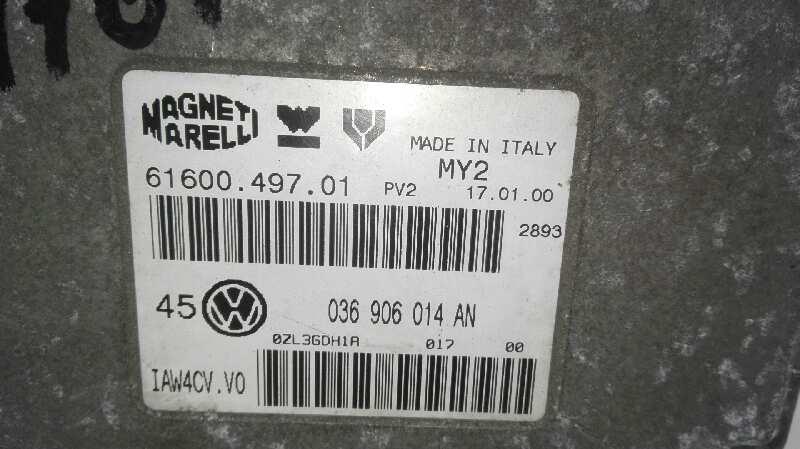 MAGNETI
MARELLI
MADE IN ITALY
MY2
61600.497.01 PV2 17.01.00
2893
45 VW 036 906 014 AN
0ZL36DH1A 017 00
IAW4CV.V0